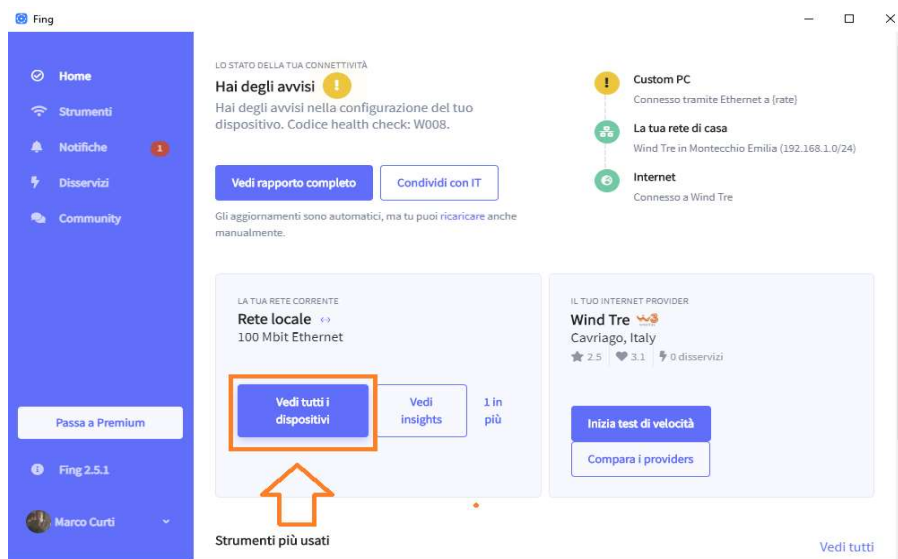 Fing
Home
Strumenti
Notifiche
1
Disservizi
Community
Passa a Premium
Fing 2.5.1
Marco Curti
LO STATO DELLA TUA CONNETTIVITÀ
Hai degli avvisi
Hai degli avvisi nella configurazione del tuo
dispositivo. Codice health check: W008.
Vedi rapporto completo
Condividi con IT
Gli aggiornamenti sono automatici, ma tu puoi ricaricare anche
manualmente.
Custom PC
Connesso tramite Ethernet a {rate}
La tua rete di casa
Wind Tre in Montecchio Emilia (192.168.1.0/24)
Internet
Connesso a Wind Tre
LA TUA RETE CORRENTE
Rete locale
100 Mbit Ethernet
Vedi tutti i
dispositivi
Vedi
insights
1 in
più
IL TUO INTERNET PROVIDER
Wind Tre
Cavriago, Italy
2.5 3.1 0 disservizi
Inizia test di velocità
Compara i providers
Strumenti più usati
Vedi tutti